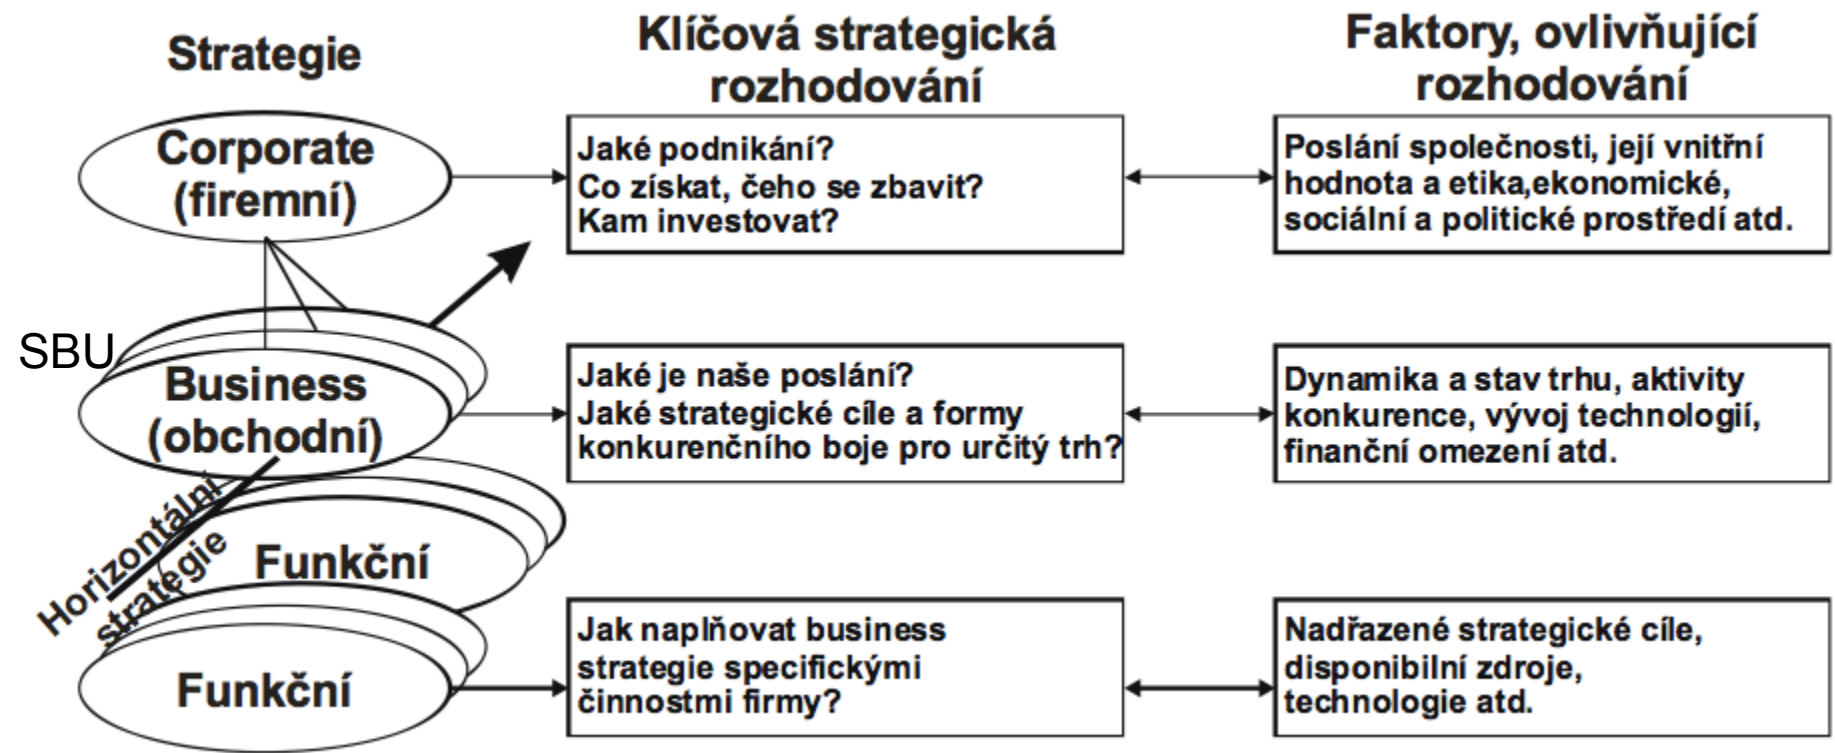 Strategie
Klíčová strategická
rozhodování
Faktory, ovlivňující
rozhodování
Corporate
(firemní)
Jaké podnikání?
Co získat, čeho se zbavit?
Kam investovat?
Poslání společnosti, její vnitřní
hodnota a etika,ekonomické,
sociální a politické prostředí atd.
SBU
Business
(obchodní)
Jaké je naše poslání?
Jaké strategické cíle a formy
konkurenčního boje pro určitý trh?
Dynamika a stav trhu, aktivity
konkurence, vývoj technologií,
finanční omezení atd.
Horizontální
strategie
Funkční
Funkční
Jak naplňovat business
strategie specifickými
činnostmi firmy?
Nadřazené strategické cíle,
disponibilní zdroje,
technologie atd.